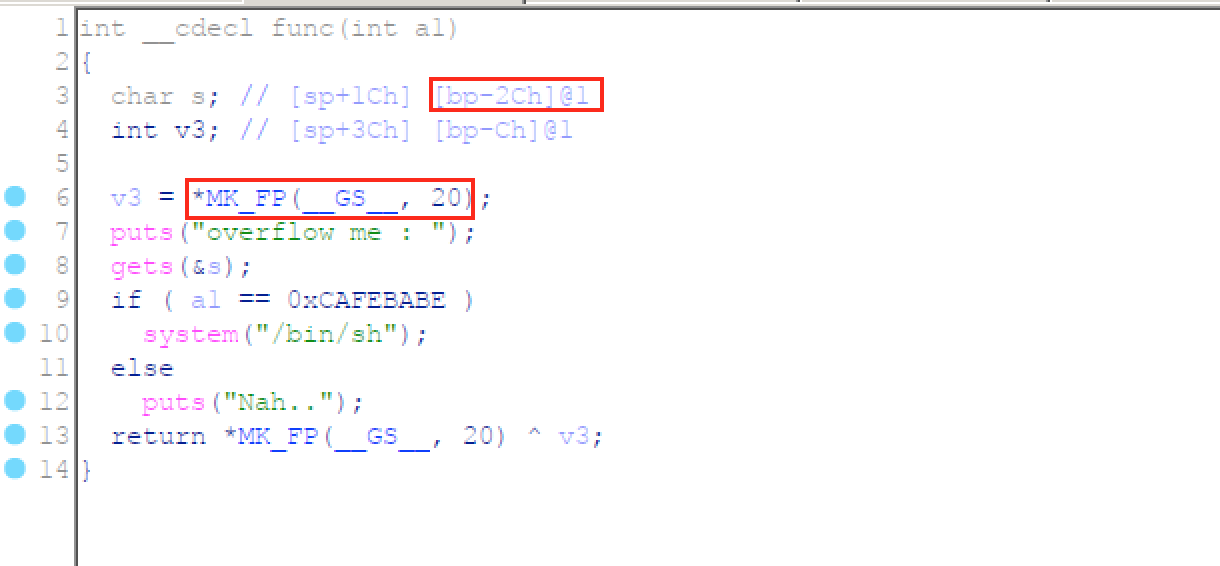 1 int __cdecl func(int al)
2 {
3 char s; // [sp+1Ch] [bp-2Ch]@1
4 int v3; // [sp+3Ch] [bp-Ch]@1
5
6 v3 = *MK_FP(__GS__, 20);
7 puts("overflow me : ");
8 gets(&s);
9 if ( al == 0xCAFEBABE )
10 system("/bin/sh");
11 else
12 puts("Nah..");
13 return *MK_FP(__GS__, 20) ^ v3;
14 }